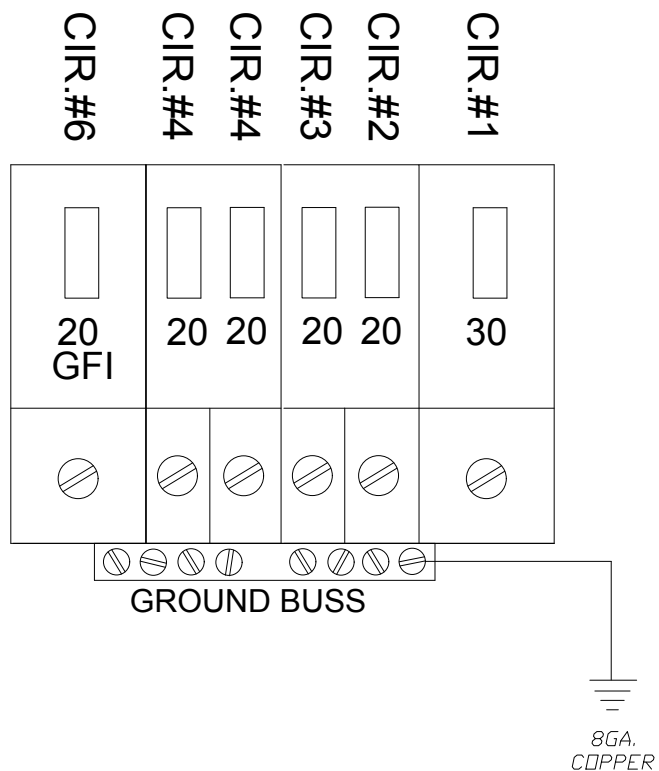 CIR.#6
CIR.#4
CIR.#4
CIR.#3
CIR.#2
CIR.#1
20
GFI
20
20
20
20
30
GROUND BUSS
8GA.
COPPER